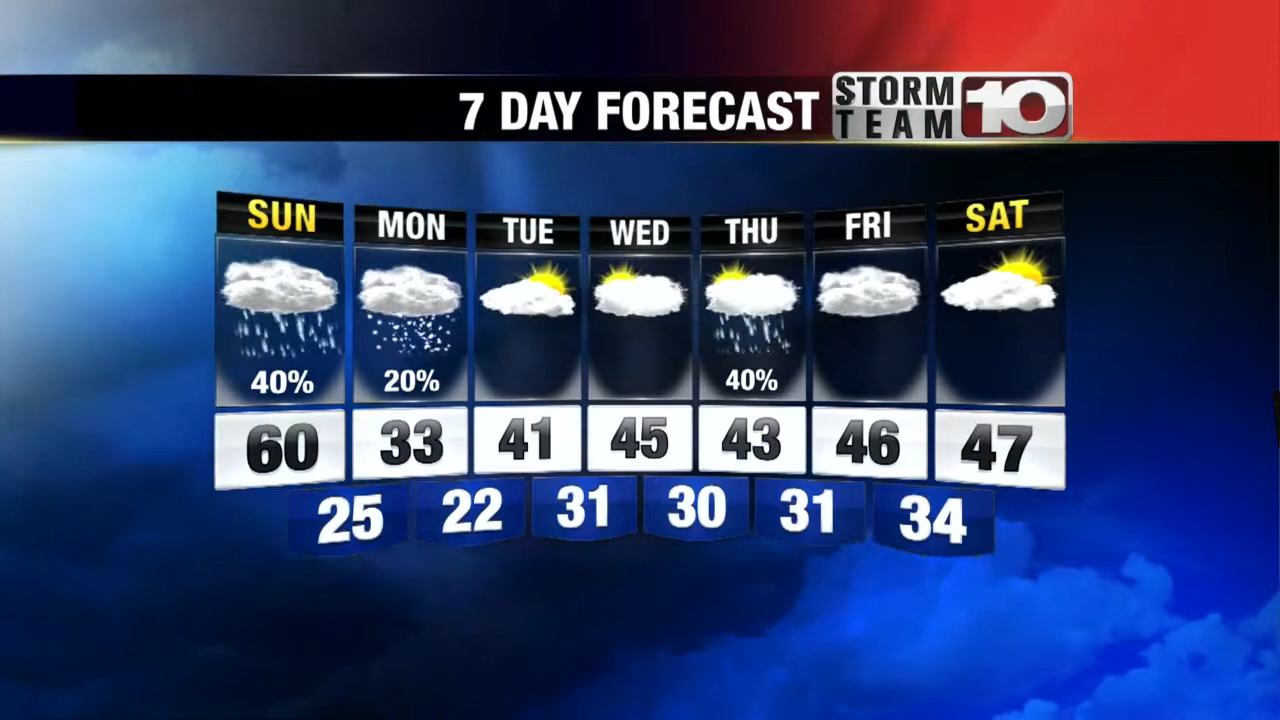 7 DAY FORECAST
STORM
TEAM
10
SUN MON TUE WED THU FRI SAT
40% 20% 40%
60 33 41 45 43 46 47
25 22 31 30 31 34